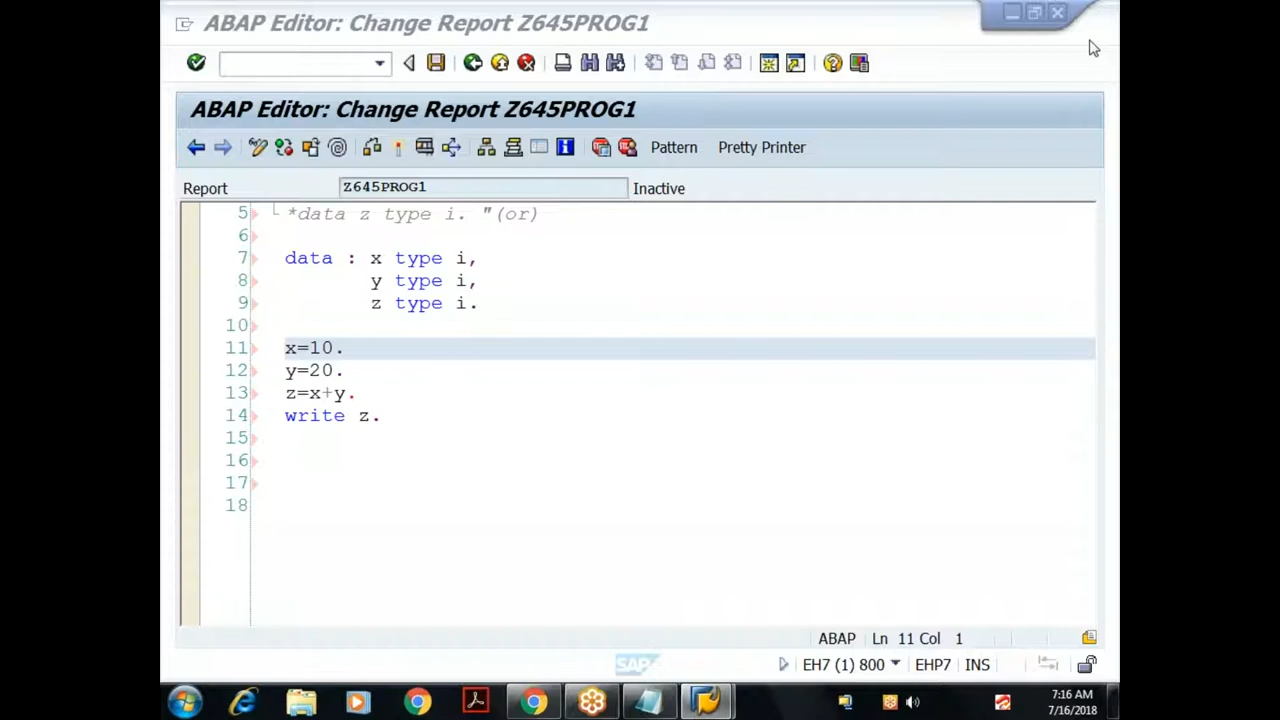 ABAP Editor: Change Report Z645PROG1
ABAP Editor: Change Report Z645PROG1
Pattern Pretty Printer
Report Z645PROG1 Inactive
5 *data z type i. "(or)
6
7 data : x type i,
8 y type i,
9 z type i.
10
11 x=10.
12 y=20.
13 z=x+y.
14 write z.
15
16
17
18
ABAP Ln 11 Col 1
SAP EH7 (1) 800 EHP7 INS
7:16 AM
7/16/2018